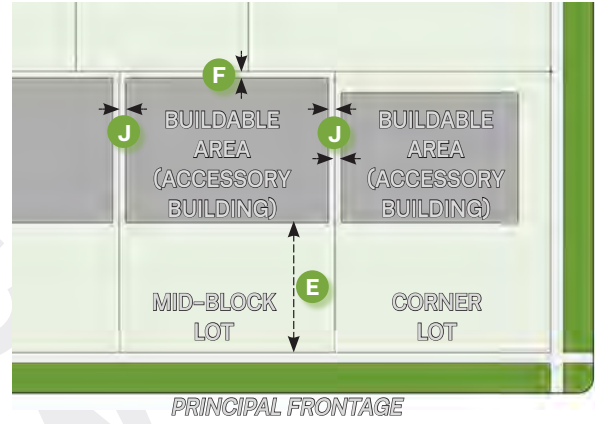 F
J
BUILDABLE
AREA
(ACCESSORY
BUILDING)
J
BUILDABLE
AREA
(ACCESSORY
BUILDING)
E
MID-BLOCK
LOT
CORNER
LOT
PRINCIPAL FRONTAGE